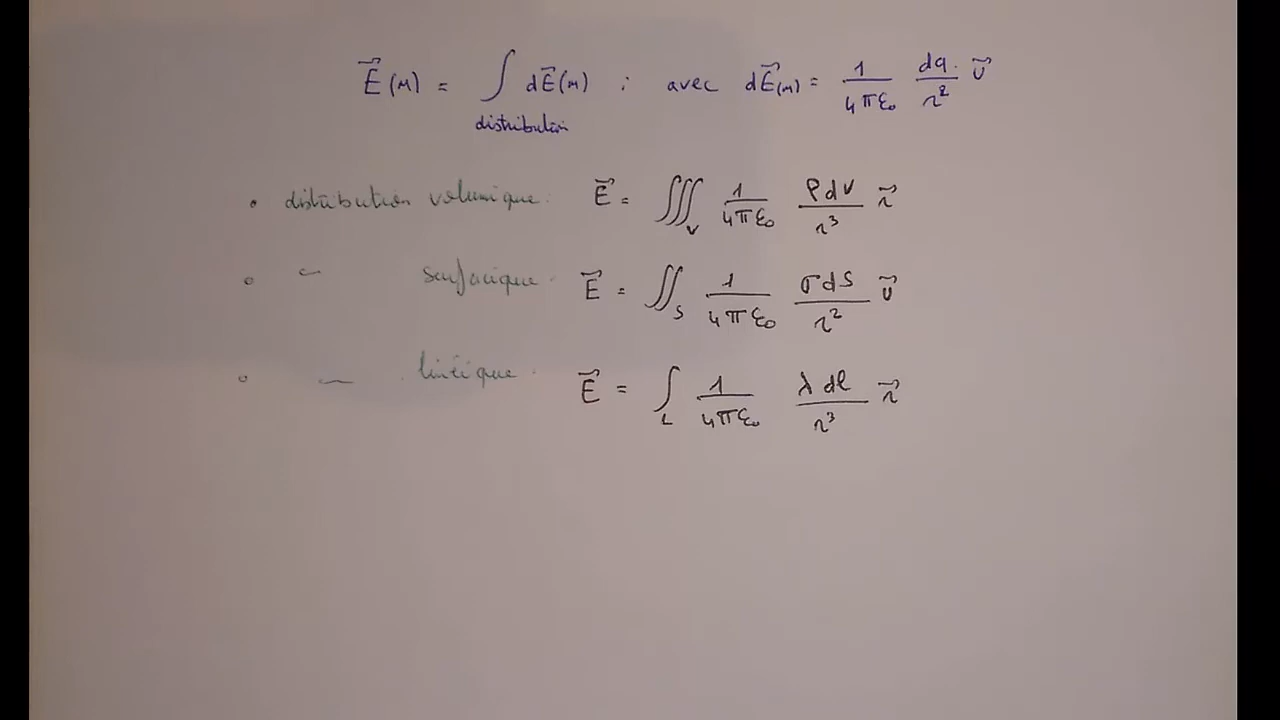 E⃗(M) = ∫ dE⃗(M) ; avec dE⃗(M) = 1/4πε₀ dq/r² u⃗
distribution
• distribution volumique : E⃗ = ∭_V 1/4πε₀ ρdV/r³ r⃗
• ~ surfacique : E⃗ = ∬_S 1/4πε₀ σdS/r² u⃗
• ~ linéique : E⃗ = ∫_L 1/4πε₀ λdl/r³ r⃗